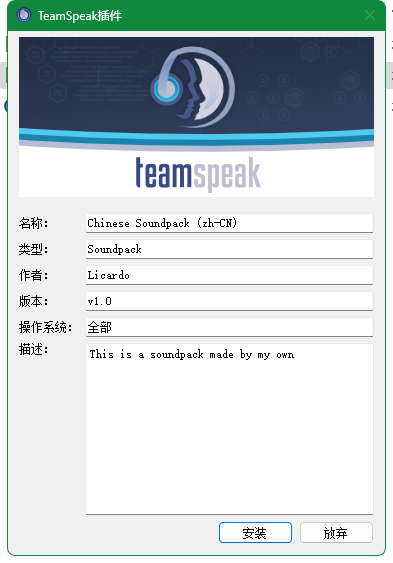 TeamSpeak插件
teamspeak
名称： Chinese Soundpack (zh-CN)
类型： Soundpack
作者： Licardo
版本： v1.0
操作系统： 全部
描述： This is a soundpack made by my own
安装 放弃